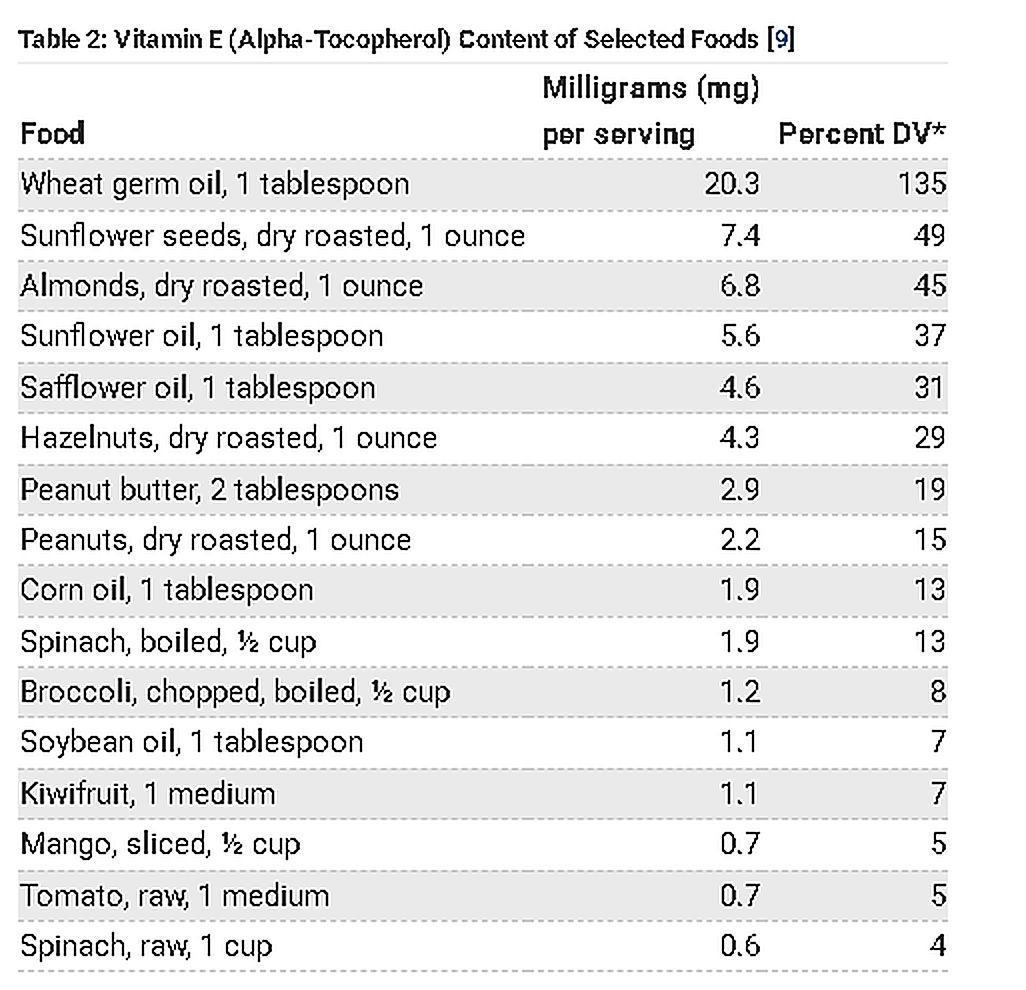 Table 2: Vitamin E (Alpha-Tocopherol) Content of Selected Foods [9]
Milligrams (mg)
Food per serving Percent DV*
Wheat germ oil, 1 tablespoon 20.3 135
Sunflower seeds, dry roasted, 1 ounce 7.4 49
Almonds, dry roasted, 1 ounce 6.8 45
Sunflower oil, 1 tablespoon 5.6 37
Safflower oil, 1 tablespoon 4.6 31
Hazelnuts, dry roasted, 1 ounce 4.3 29
Peanut butter, 2 tablespoons 2.9 19
Peanuts, dry roasted, 1 ounce 2.2 15
Corn oil, 1 tablespoon 1.9 13
Spinach, boiled, ½ cup 1.9 13
Broccoli, chopped, boiled, ½ cup 1.2 8
Soybean oil, 1 tablespoon 1.1 7
Kiwifruit, 1 medium 1.1 7
Mango, sliced, ½ cup 0.7 5
Tomato, raw, 1 medium 0.7 5
Spinach, raw, 1 cup 0.6 4